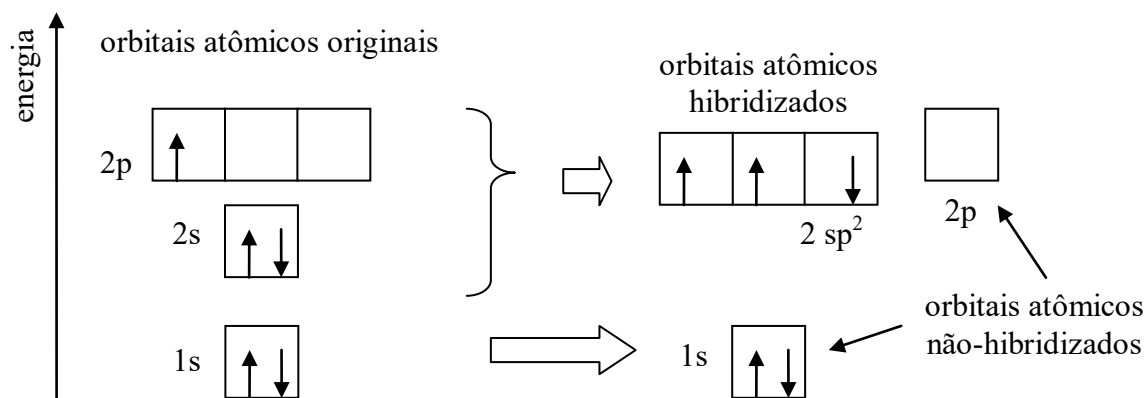 energia
orbitais atômicos originais
orbitais atômicos
hibridizados
2p
2s
2 sp²
2p
1s
1s
orbitais atômicos
não-hibridizados